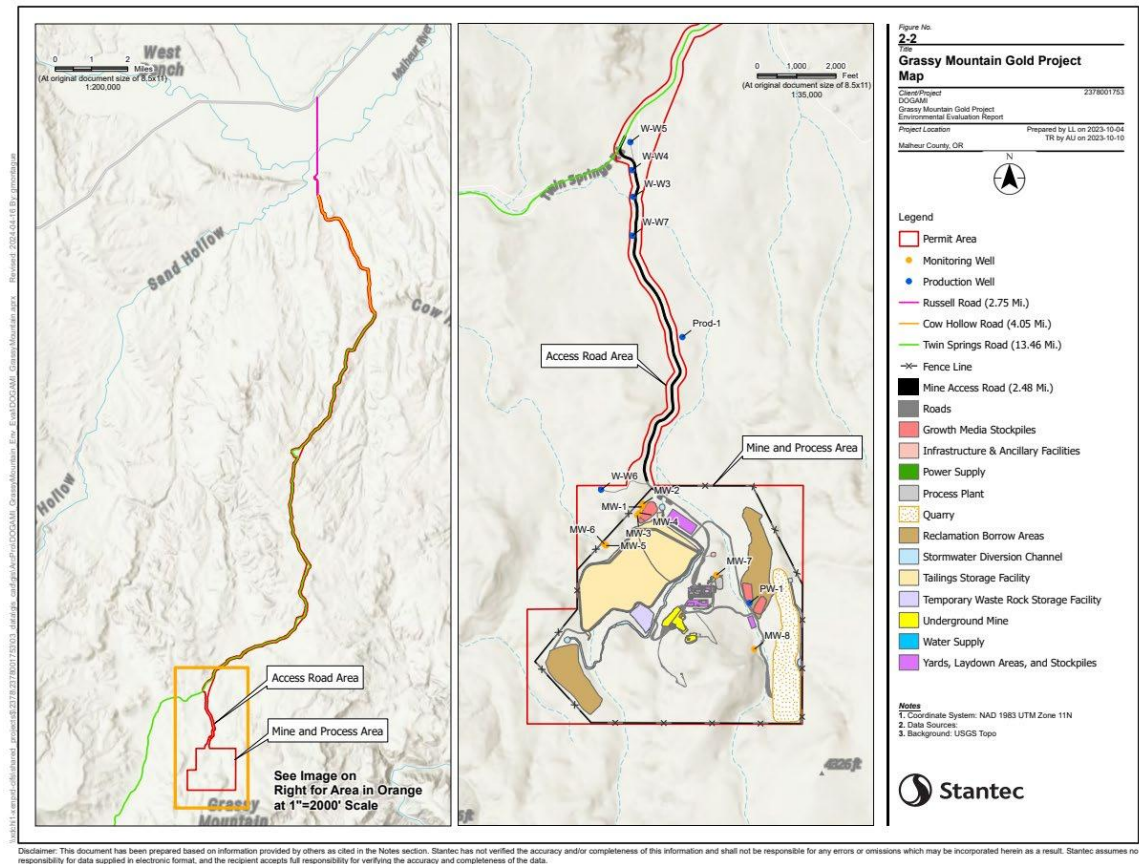 West
Ranch
Malheur River
0 1 2
Miles
(At original document size of 8.5x11)
1:200,000
Sand Hollow
Cow H
Hollow
Access Road Area
Mine and Process Area
See Image on
Right for Area in Orange
at 1"=2000' Scale
Grassy
Mountain
0 1,000 2,000
Feet
(At original document size of 8.5x11)
1:35,000
W-W5
W-W4
Twin Springs
W-W3
W-W7
Prod-1
Access Road Area
Mine and Process Area
W-W6
MW-2
MW-1
MW-4
MW-6
MW-3
MW-5
MW-7
PW-1
MW-8
4326 ft
sft
Figure No.
2-2
Title
Grassy Mountain Gold Project
Map
Client/Project 2378001753
DOGAMI
Grassy Mountain Gold Project
Environmental Evaluation Report
Project Location Prepared by LL on 2023-10-04
TR by AU on 2023-10-10
Malheur County, OR
N
Legend
Permit Area
Monitoring Well
Production Well
Russell Road (2.75 Mi.)
Cow Hollow Road (4.05 Mi.)
Twin Springs Road (13.46 Mi.)
Fence Line
Mine Access Road (2.48 Mi.)
Roads
Growth Media Stockpiles
Infrastructure & Ancillary Facilities
Power Supply
Process Plant
Quarry
Reclamation Borrow Areas
Stormwater Diversion Channel
Tailings Storage Facility
Temporary Waste Rock Storage Facility
Underground Mine
Water Supply
Yards, Laydown Areas, and Stockpiles
Notes
1. Coordinate System: NAD 1983 UTM Zone 11N
2. Data Sources:
3. Background: USGS Topo
Stantec
Revised: 2024-04-16 By: gmontague
Disclaimer: This document has been prepared based on information provided by others as cited in the Notes section. Stantec has not verified the accuracy and/or completeness of this information and shall not be responsible for any errors or omissions which may be incorporated herein as a result. Stantec assumes no
responsibility for data supplied in electronic format, and the recipient accepts full responsibility for verifying the accuracy and completeness of the data.